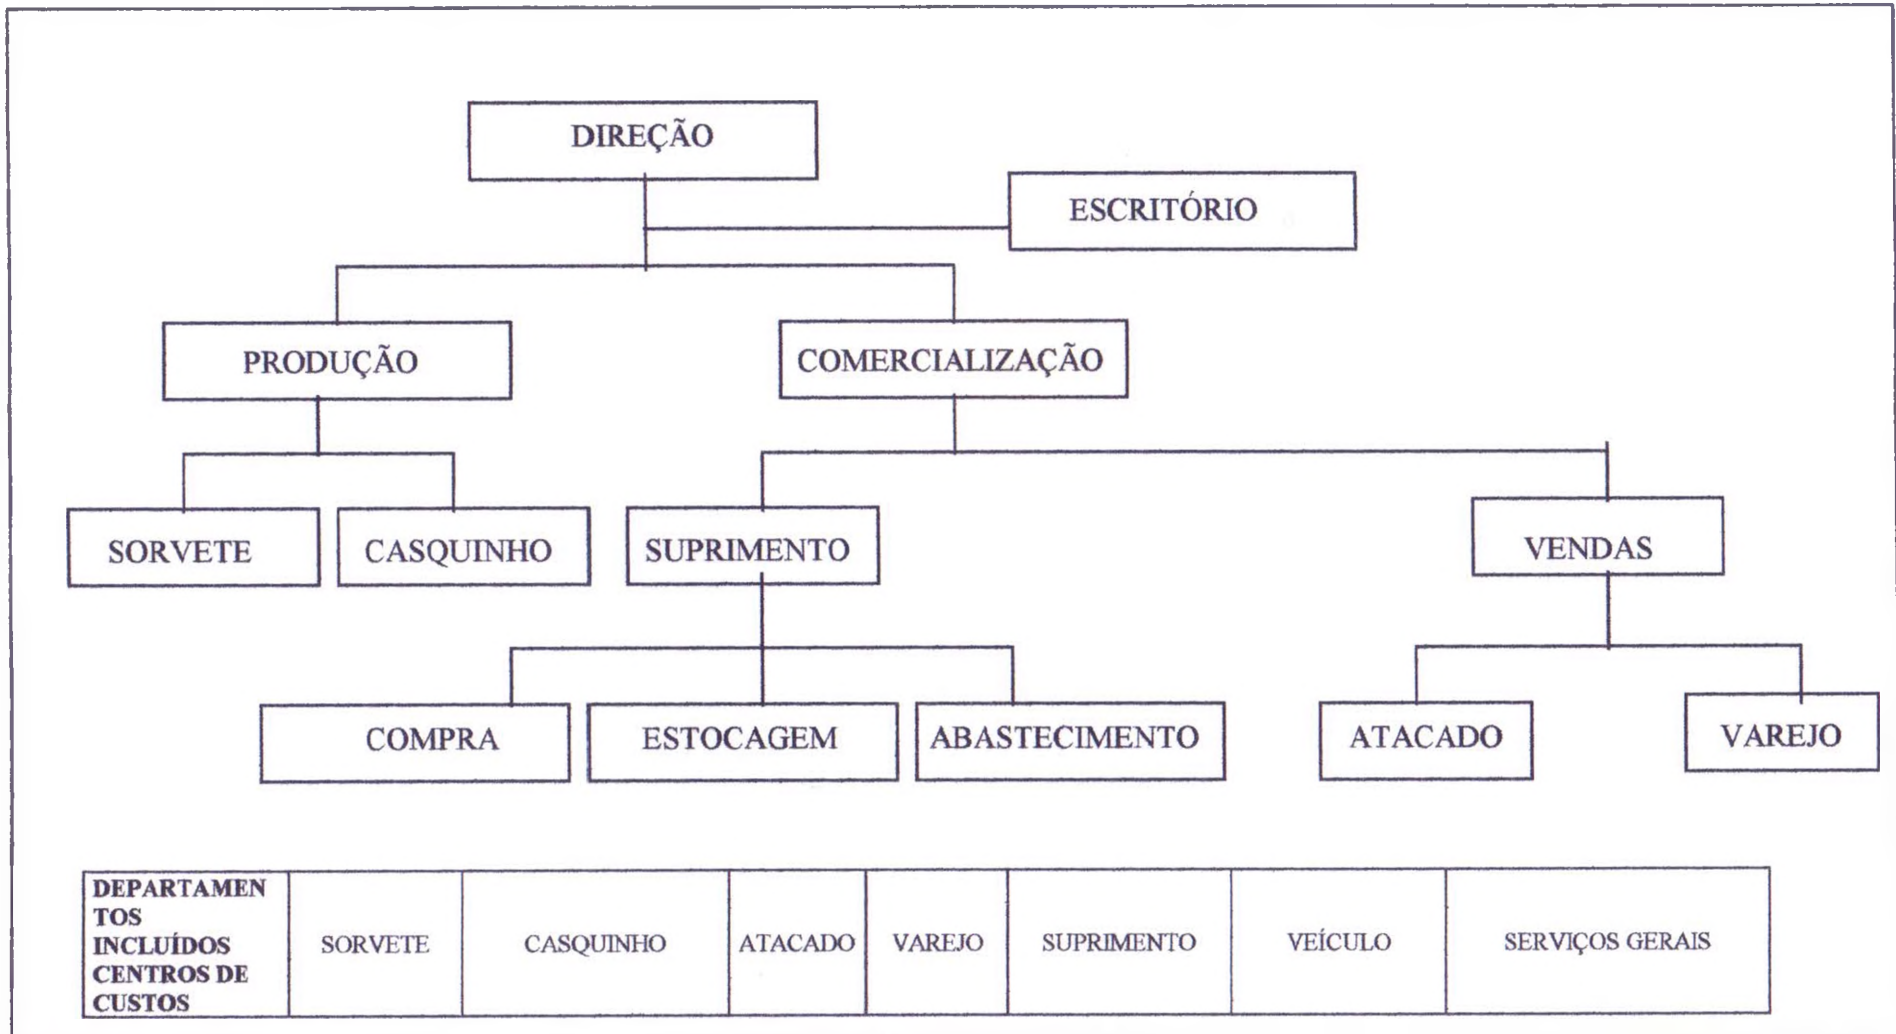 DIREÇÃO
ESCRITÓRIO
PRODUÇÃO
COMERCIALIZAÇÃO
SORVETE
CASQUINHO
SUPRIMENTO
VENDAS
COMPRA
ESTOCAGEM
ABASTECIMENTO
ATACADO
VAREJO
DEPARTAMEN
TOS
INCLUÍDOS
CENTROS DE
CUSTOS
SORVETE
CASQUINHO
ATACADO
VAREJO
SUPRIMENTO
VEÍCULO
SERVIÇOS GERAIS